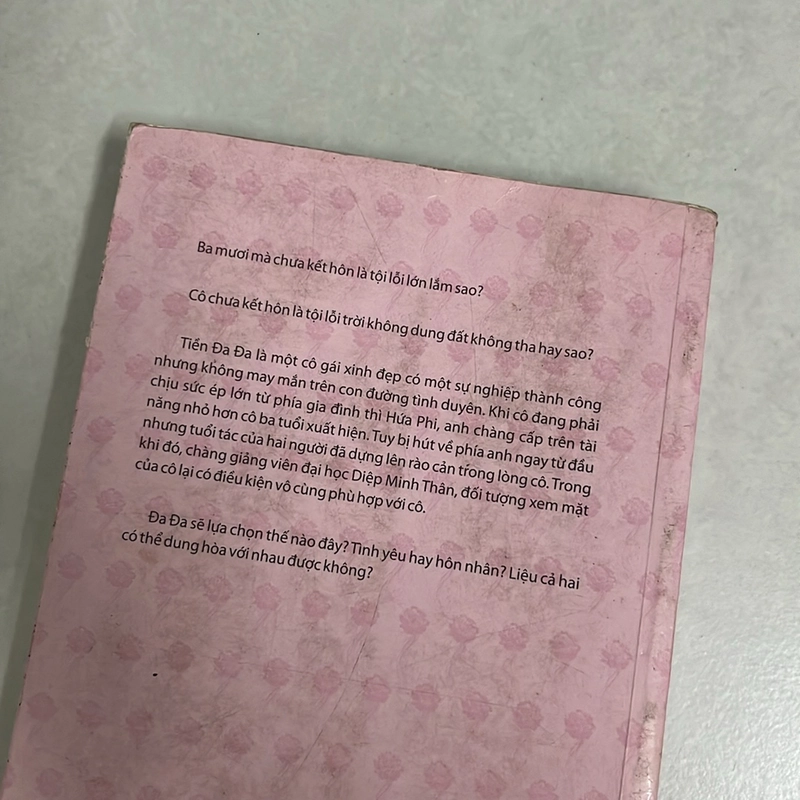 Ba mươi mà chưa kết hôn là tội lỗi lớn lắm sao?
Cô chưa kết hôn là tội lỗi trời không dung đất không tha hay sao?
Tiền Đa Đa là một cô gái xinh đẹp có một sự nghiệp thành công
nhưng không may mắn trên con đường tình duyên. Khi cô đang phải
chịu sức ép lớn từ phía gia đình thì Hứa Phi, anh chàng cấp trên tài
năng nhỏ hơn cô ba tuổi xuất hiện. Tuy bị hút về phía anh ngay từ đầu
nhưng tuổi tác của hai người đã dựng lên rào cản trong lòng cô. Trong
khi đó, chàng giảng viên đại học Diệp Minh Thân, đối tượng xem mặt
của cô lại có điều kiện vô cùng phù hợp với cô.
Đa Đa sẽ lựa chọn thế nào đây? Tình yêu hay hôn nhân? Liệu cả hai
có thể dung hòa với nhau được không?